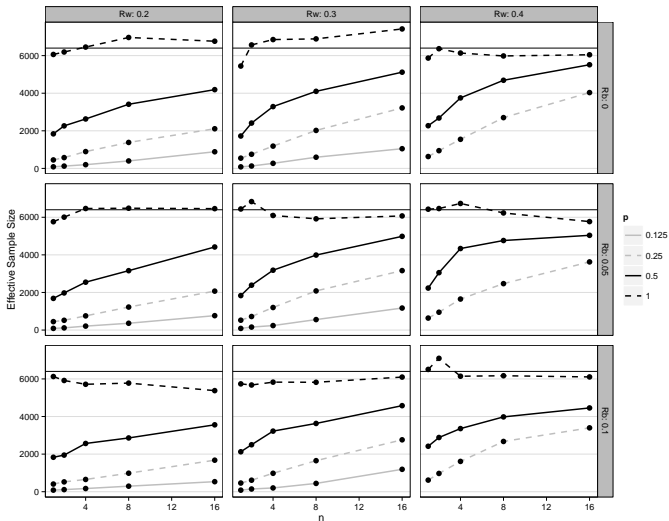 Rw: 0.2
Rw: 0.3
Rw: 0.4
6000
4000
2000
0
Rb: 0
6000
4000
2000
0
Rb: 0.05
6000
4000
2000
0
Rb: 0.1
Effective Sample Size
4 8 12 16
4 8 12 16
4 8 12 16
n
p
0.125
0.25
0.5
1